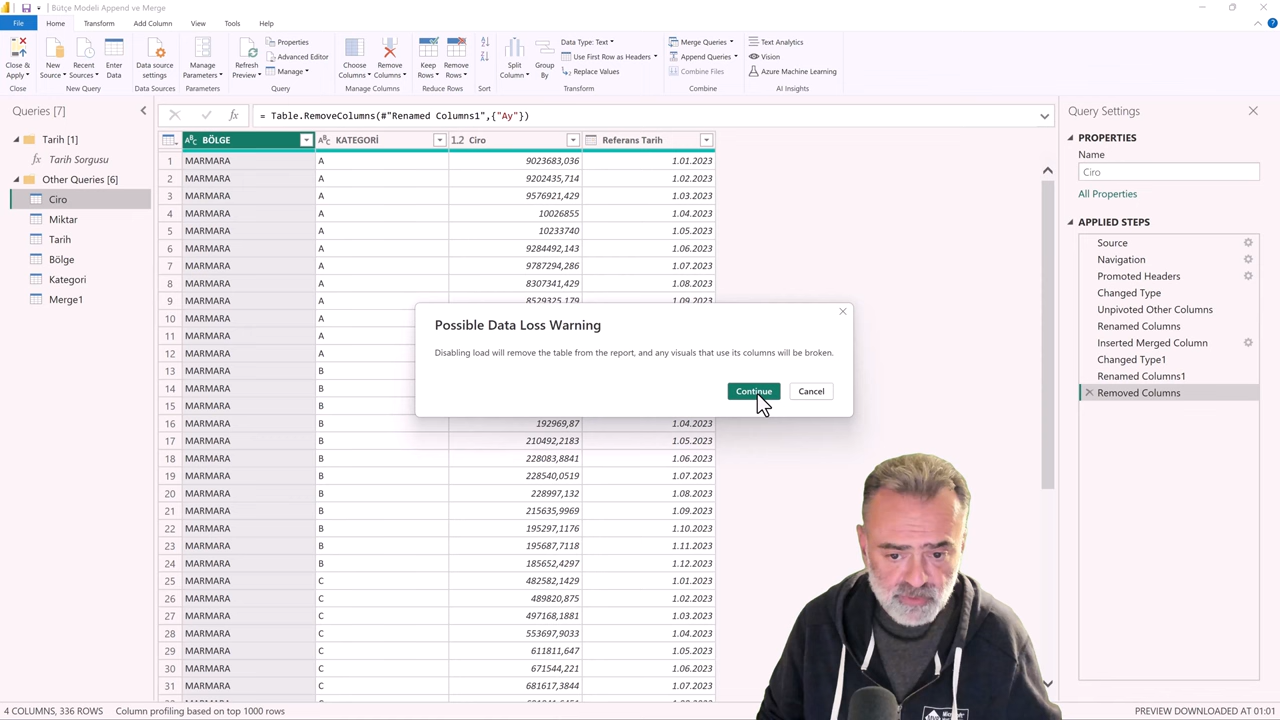 Bütçe Modeli Append ve Merge
File Home Transform Add Column View Tools Help
Close & Apply
New Source
Recent Sources
Enter Data
Data source settings
Manage Parameters
Refresh Preview
Properties
Advanced Editor
Manage
Choose Columns
Remove Columns
Keep Rows
Remove Rows
Split Column
Group By
Data Type: Text
Use First Row as Headers
Replace Values
Merge Queries
Append Queries
Combine Files
Text Analytics
Vision
Azure Machine Learning
Close New Query Data Sources Parameters Query Manage Columns Reduce Rows Sort Transform Combine AI Insights
Queries [7]
Tarih [1]
fx Tarih Sorgusu
Other Queries [6]
Ciro
Miktar
Tarih
Bölge
Kategori
Merge1
fx = Table.RemoveColumns(#"Renamed Columns1",{"Ay"})
ABC BÖLGE ABC KATEGORİ 1.2 Ciro Referans Tarih
1 MARMARA A 9023683,036 1.01.2023
2 MARMARA A 9202435,714 1.02.2023
3 MARMARA A 9576921,429 1.03.2023
4 MARMARA A 10026855 1.04.2023
5 MARMARA A 10233740 1.05.2023
6 MARMARA A 9284492,143 1.06.2023
7 MARMARA A 9787294,286 1.07.2023
8 MARMARA A 8307341,429 1.08.2023
9 MARMARA A 8529325,179 1.09.2023
10 MARMARA A
11 MARMARA A
12 MARMARA A
13 MARMARA B
14 MARMARA B
15 MARMARA B
16 MARMARA B 192969,87 1.04.2023
17 MARMARA B 210492,2183 1.05.2023
18 MARMARA B 228083,8841 1.06.2023
19 MARMARA B 228540,0519 1.07.2023
20 MARMARA B 228997,132 1.08.2023
21 MARMARA B 215635,9969 1.09.2023
22 MARMARA B 195297,1176 1.10.2023
23 MARMARA B 195687,7118 1.11.2023
24 MARMARA B 185652,4297 1.12.2023
25 MARMARA C 482582,1429 1.01.2023
26 MARMARA C 489820,875 1.02.2023
27 MARMARA C 497168,1881 1.03.2023
28 MARMARA C 553697,9033 1.04.2023
29 MARMARA C 611811,647 1.05.2023
30 MARMARA C 671544,221 1.06.2023
31 MARMARA C 681617,3844 1.07.2023
Possible Data Loss Warning
Disabling load will remove the table from the report, and any visuals that use its columns will be broken.
Continue Cancel
Query Settings
PROPERTIES
Name
Ciro
All Properties
APPLIED STEPS
Source
Navigation
Promoted Headers
Changed Type
Unpivoted Other Columns
Renamed Columns
Inserted Merged Column
Changed Type1
Renamed Columns1
Removed Columns
Microsoft
4 COLUMNS, 336 ROWS Column profiling based on top 1000 rows PREVIEW DOWNLOADED AT 01:01